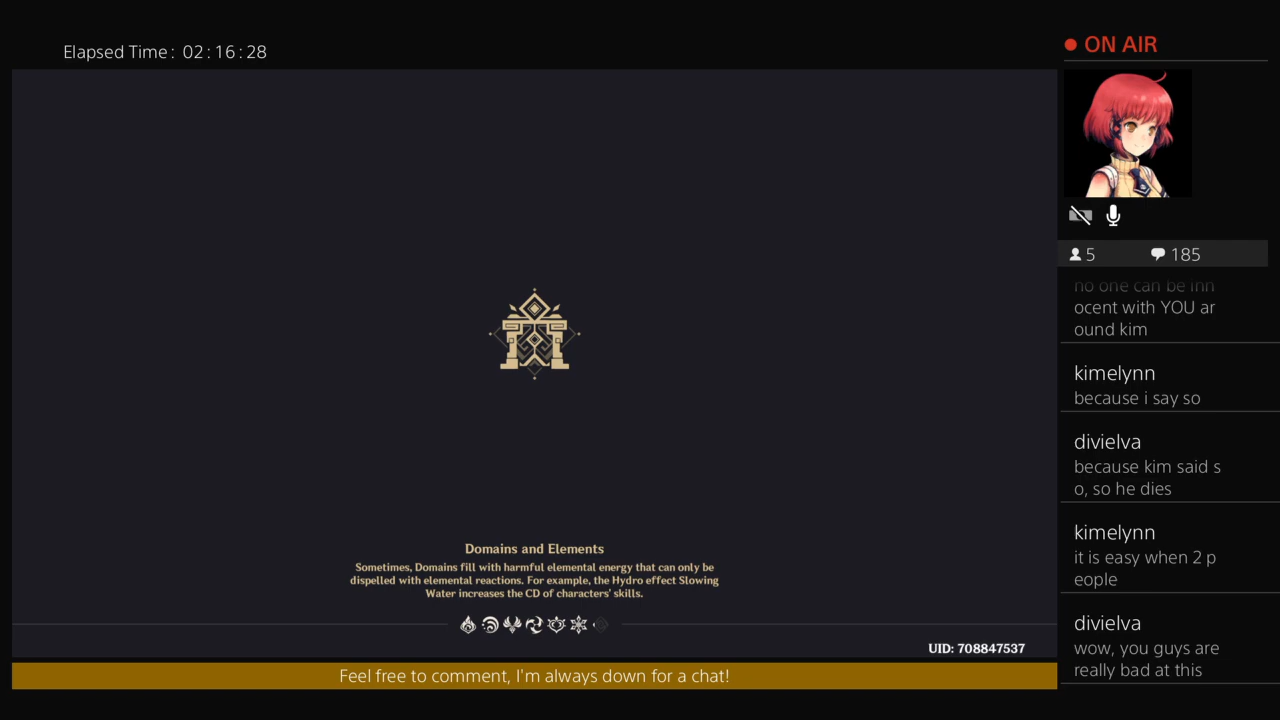 Elapsed Time: 02:16:28
ON AIR
5
185
no one can be inn
ocent with YOU ar
ound kim
kimelynn
because i say so
divielva
because kim said s
o, so he dies
kimelynn
it is easy when 2 p
eople
divielva
wow, you guys are
really bad at this
Domains and Elements
Sometimes, Domains fill with harmful elemental energy that can only be
dispelled with elemental reactions. For example, the Hydro effect Slowing
Water increases the CD of characters' skills.
UID: 708847537
Feel free to comment, I'm always down for a chat!